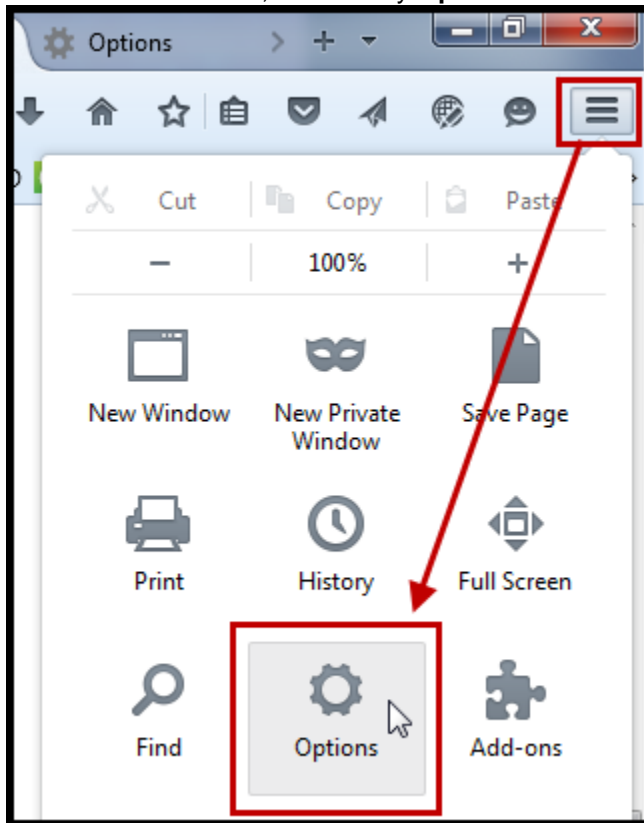 Options
Cut Copy Paste
100%
New Window New Private Window Save Page
Print History Full Screen
Find Options Add-ons